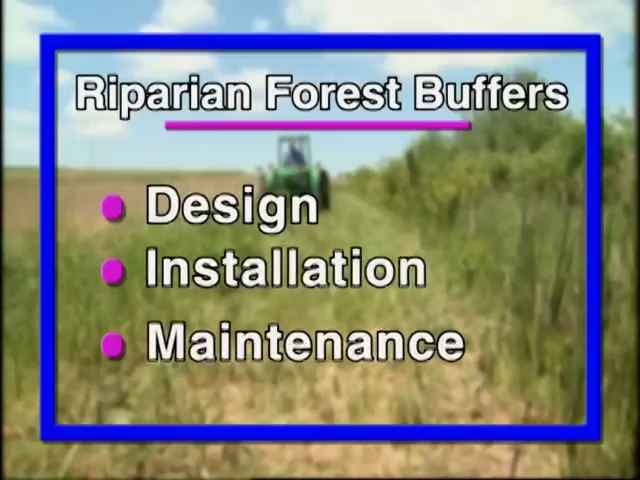 Riparian Forest Buffers
Design
Installation
Maintenance